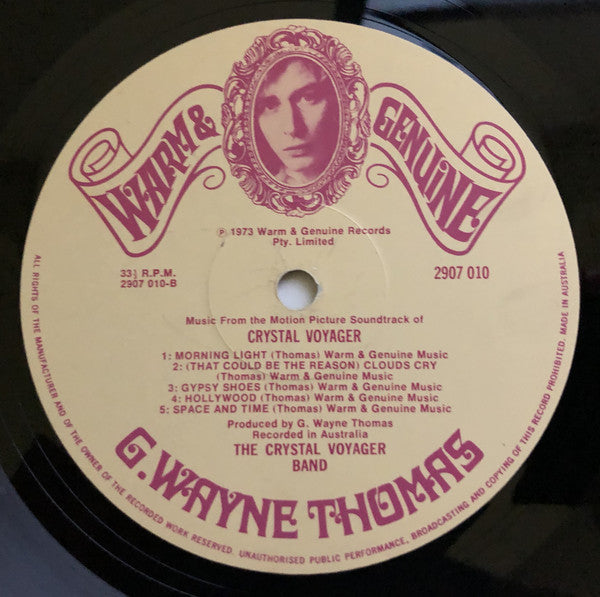 WARM & GENUINE
℗ 1973 Warm & Genuine Records
Pty. Limited
33⅓ R.P.M.
2907 010-B
2907 010
Music From the Motion Picture Soundtrack of
CRYSTAL VOYAGER
1: MORNING LIGHT (Thomas) Warm & Genuine Music
2: (THAT COULD BE THE REASON) CLOUDS CRY
(Thomas) Warm & Genuine Music
3: GYPSY SHOES (Thomas) Warm & Genuine Music
4: HOLLYWOOD (Thomas) Warm & Genuine Music
5: SPACE AND TIME (Thomas) Warm & Genuine Music
Produced by G. Wayne Thomas
Recorded in Australia
THE CRYSTAL VOYAGER
BAND
G. WAYNE THOMAS
ALL RIGHTS OF THE MANUFACTURER AND OF THE OWNER OF THE RECORDED WORK RESERVED. UNAUTHORISED PUBLIC PERFORMANCE, BROADCASTING AND COPYING OF THIS RECORD PROHIBITED. MADE IN AUSTRALIA